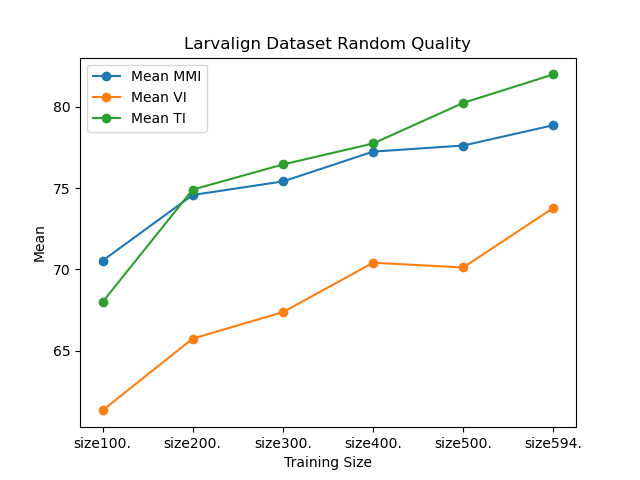 Larvalign Dataset Random Quality
Mean MMI
Mean VI
Mean TI
80
75
70
65
Mean
size100. size200. size300. size400. size500. size594.
Training Size